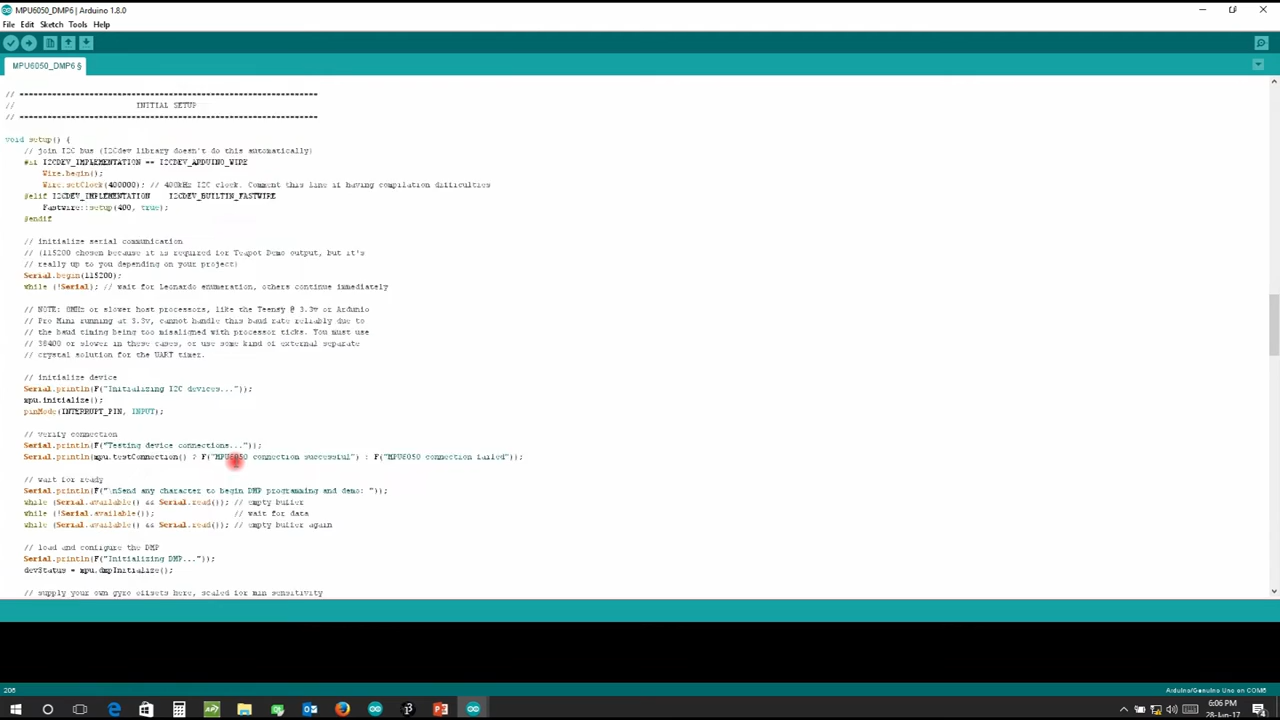 MPU6050_DMP6 | Arduino 1.8.0
File Edit Sketch Tools Help
MPU6050_DMP6 §
// ================================================================
// INITIAL SETUP
// ================================================================
void setup() {
// join I2C bus (I2Cdev library doesn't do this automatically)
#if I2CDEV_IMPLEMENTATION == I2CDEV_ARDUINO_WIRE
Wire.begin();
Wire.setClock(400000); // 400kHz I2C clock. Comment this line if having compilation difficulties
#elif I2CDEV_IMPLEMENTATION I2CDEV_BUILTIN_FASTWIRE
Fastwire::setup(400, true);
#endif
// initialize serial communication
// (115200 chosen because it is required for Teapot Demo output, but it's
// really up to you depending on your project)
Serial.begin(115200);
while (!Serial); // wait for Leonardo enumeration, others continue immediately
// NOTE: 8MHz or slower host processors, like the Teensy @ 3.3v or Ardunio
// Pro Mini running at 3.3v, cannot handle this baud rate reliably due to
// the baud timing being too misaligned with processor ticks. You must use
// 38400 or slower in these cases, or use some kind of external separate
// crystal solution for the UART timer.
// initialize device
Serial.println(F("Initializing I2C devices..."));
mpu.initialize();
pinMode(INTERRUPT_PIN, INPUT);
// verify connection
Serial.println(F("Testing device connections..."));
Serial.println(mpu.testConnection() ? F("MPU6050 connection successful") : F("MPU6050 connection failed"));
// wait for ready
Serial.println(F("\nSend any character to begin DMP programming and demo: "));
while (Serial.available() && Serial.read()); // empty buffer
while (!Serial.available()); // wait for data
while (Serial.available() && Serial.read()); // empty buffer again
// load and configure the DMP
Serial.println(F("Initializing DMP..."));
devStatus = mpu.dmpInitialize();
// supply your own gyro offsets here, scaled for min sensitivity
206
Arduino/Genuino Uno on COM5
6:06 PM
28-Jun-17